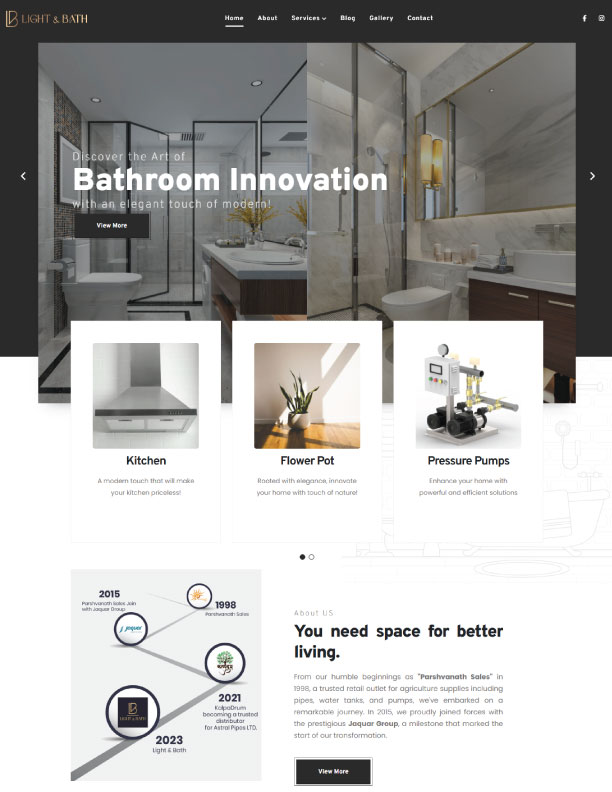 LIGHT & BATH
Home About Services Blog Gallery Contact
Discover the Art of
Bathroom Innovation
with an elegant touch of modern!
View More
Kitchen
A modern touch that will make
your kitchen priceless!
Flower Pot
Rooted with elegance, innovate
your home with touch of nature!
Pressure Pumps
Enhance your home with
powerful and efficient solutions
2015
Parshvanath Sales Join
with Jaquar Group
1998
Parshwanath Sales
2021
KalpaDrum
becoming a trusted
distributor
for Astral Pipes LTD.
LIGHT & BATH
2023
Light & Bath
About US
You need space for better
living.
From our humble beginnings as "Parshvanath Sales" in
1998, a trusted retail outlet for agriculture supplies including
pipes, water tanks, and pumps, we've embarked on a
remarkable journey. In 2015, we proudly joined forces with
the prestigious Jaquar Group, a milestone that marked the
start of our transformation.
View More